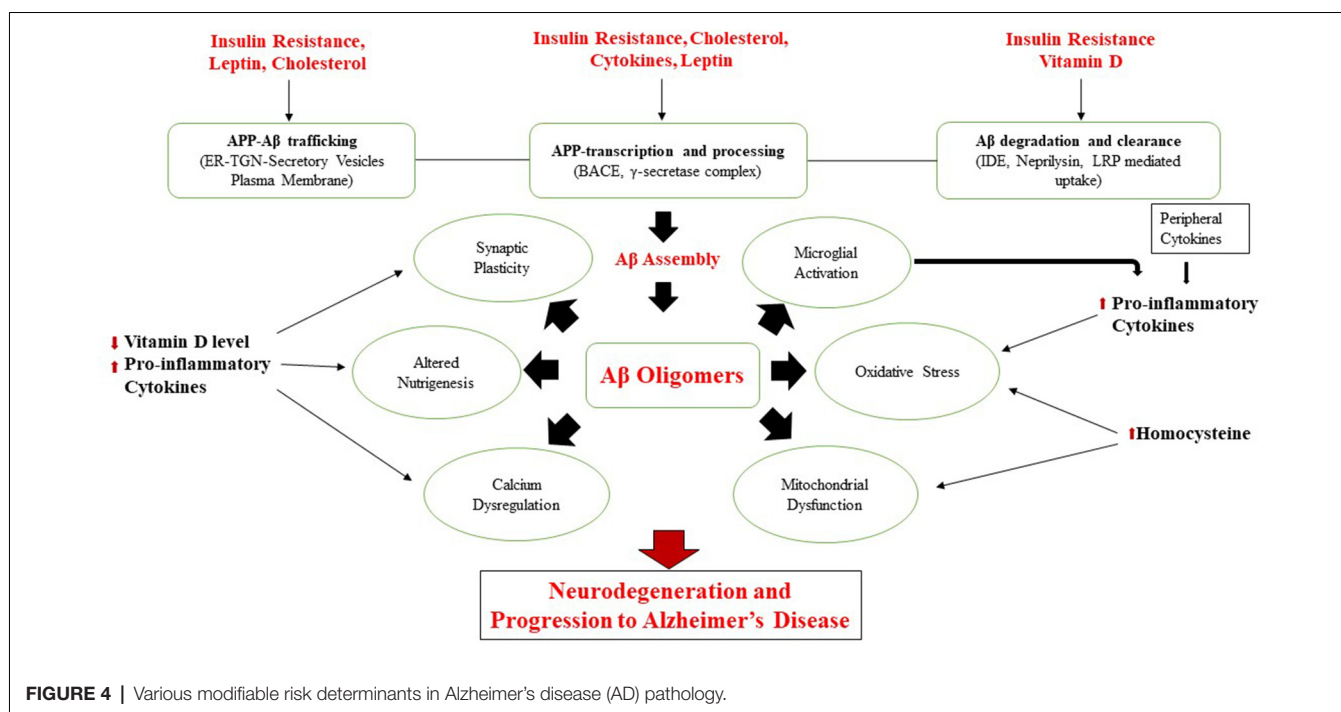 Insulin Resistance,
Leptin, Cholesterol
Insulin Resistance, Cholesterol,
Cytokines, Leptin
Insulin Resistance
Vitamin D
APP-Aβ trafficking
(ER-TGN-Secretory Vesicles
Plasma Membrane)
APP-transcription and processing
(BACE, γ-secretase complex)
Aβ degradation and clearance
(IDE, Neprilysin, LRP mediated
uptake)
Peripheral
Cytokines
Synaptic
Plasticity
Aβ Assembly
Microglial
Activation
Pro-inflammatory
Cytokines
Vitamin D level
Pro-inflammatory
Cytokines
Altered
Nutrigenesis
Aβ Oligomers
Oxidative Stress
Homocysteine
Calcium
Dysregulation
Mitochondrial
Dysfunction
Neurodegeneration and
Progression to Alzheimer's Disease
FIGURE 4 | Various modifiable risk determinants in Alzheimer's disease (AD) pathology.